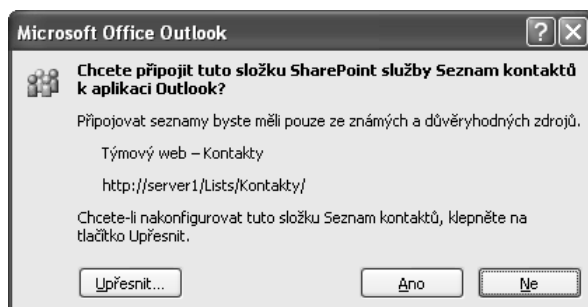 Microsoft Office Outlook
Chcete připojit tuto složku SharePoint služby Seznam kontaktů
k aplikaci Outlook?
Připojovat seznamy byste měli pouze ze známých a důvěryhodných zdrojů.
Týmový web – Kontakty
http://server1/Lists/Kontakty/
Chcete-li nakonfigurovat tuto složku Seznam kontaktů, klepněte na
tlačítko Upřesnit.
Upřesnit... Ano Ne